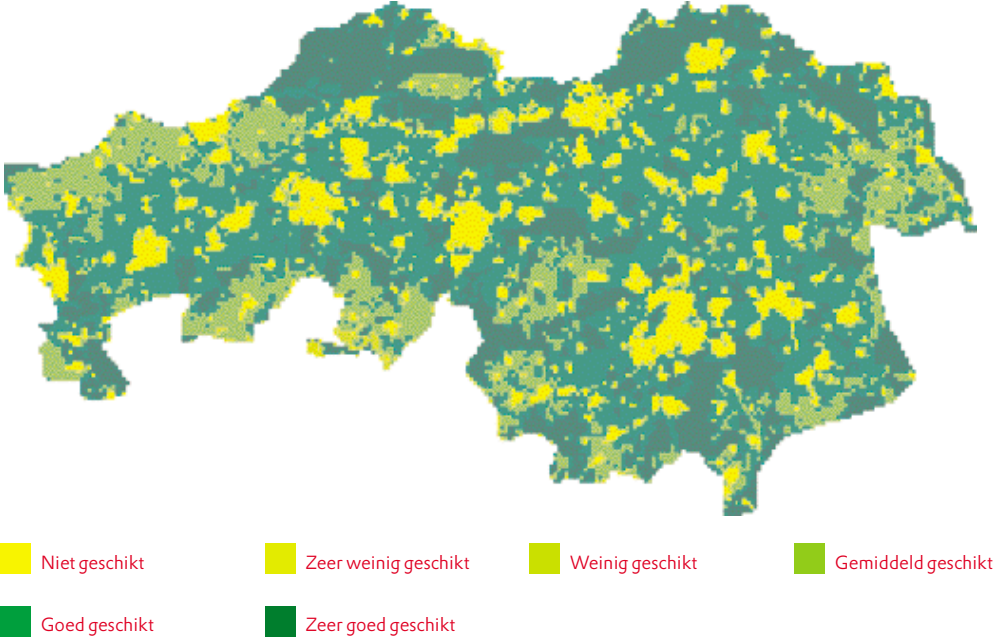 Niet geschikt
Zeer weinig geschikt
Weinig geschikt
Gemiddeld geschikt
Goed geschikt
Zeer goed geschikt